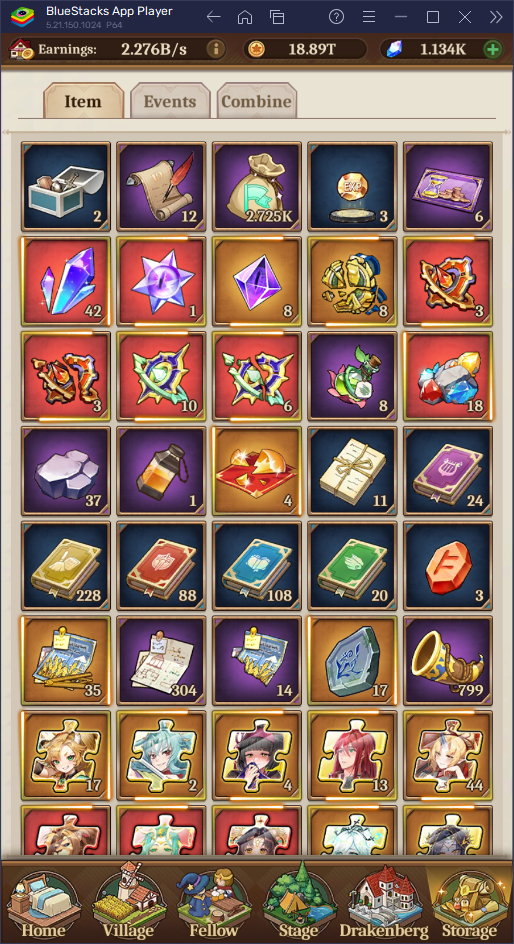 BlueStacks App Player
5.21.150.1024 P64
Earnings: 2.276B/s
18.89T
1.134K
Item
Events
Combine
2
12
2.725K
3
6
42
1
8
8
3
3
10
6
8
18
37
1
4
11
24
228
88
108
20
3
35
304
14
17
799
17
2
4
13
44
Home
Village
Fellow
Stage
Drakenberg
Storage